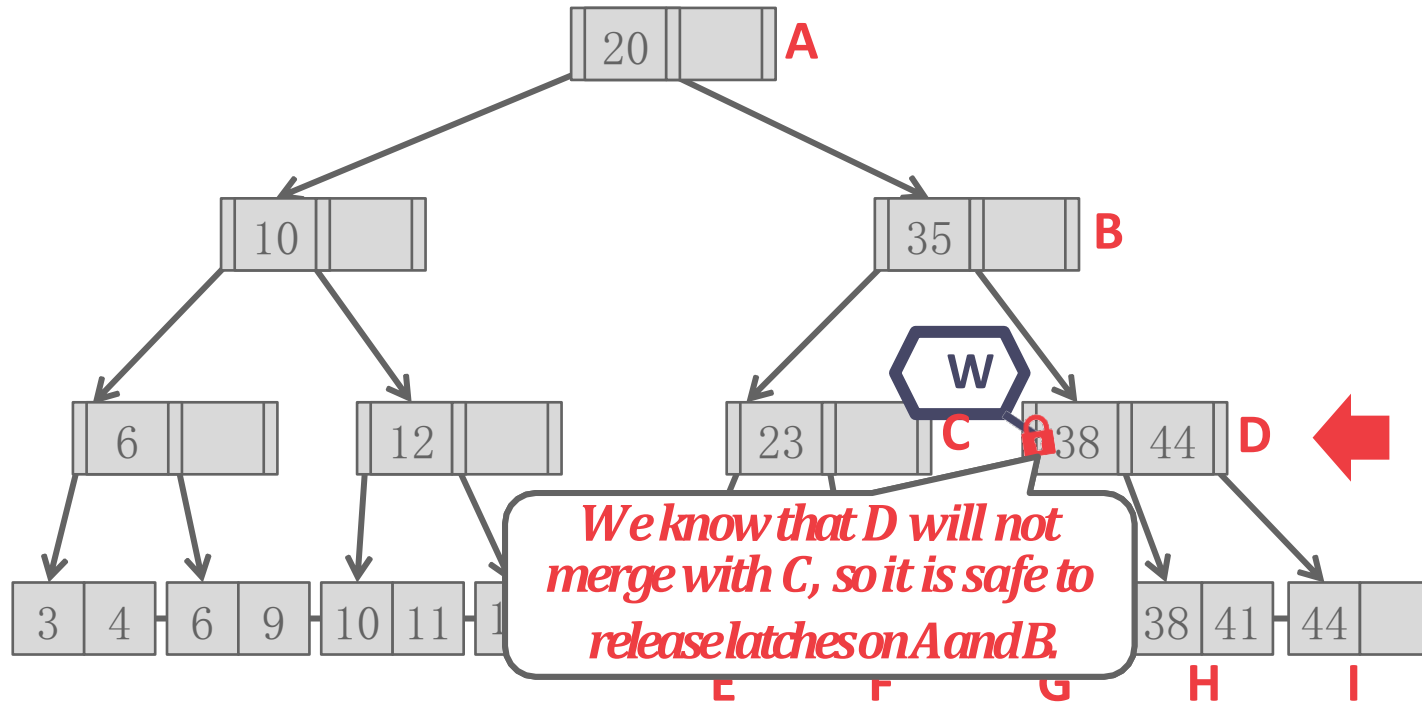 20 A
10 35 B
W
6 12 23 C 38 44 D
We know that D will not
merge with C, so it is safe to
release latches on A and B.
3 4 6 9 10 11 38 41 44
E F G H I